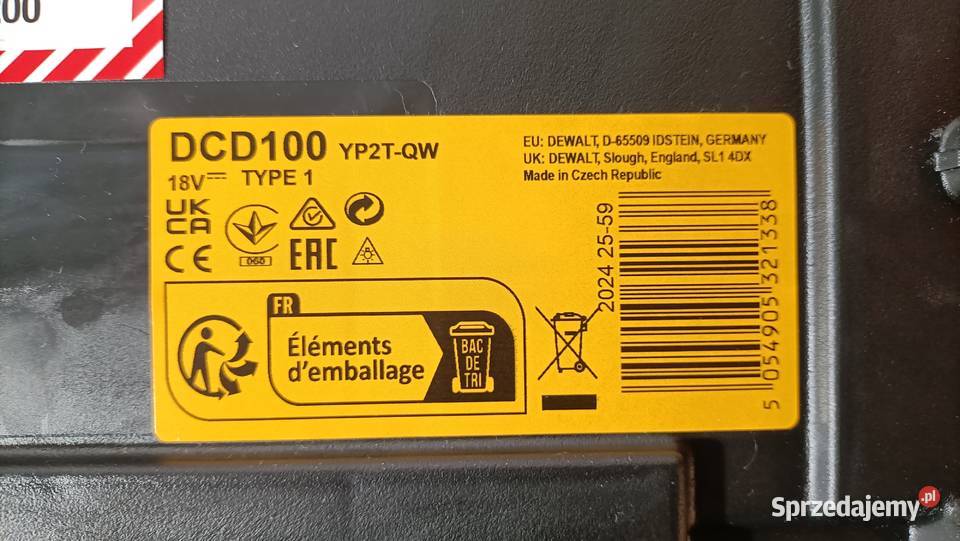 00
DCD100 YP2T-QW
18V TYPE 1
EU: DEWALT, D-65509 IDSTEIN, GERMANY
UK: DEWALT, Slough, England, SL1 4DX
Made in Czech Republic
UK
CA
CE
060
EAC
FR
Éléments
d'emballage
BAC
DE
TRI
2024 25-59
5 054905 321338
Sprzedajemy.pl